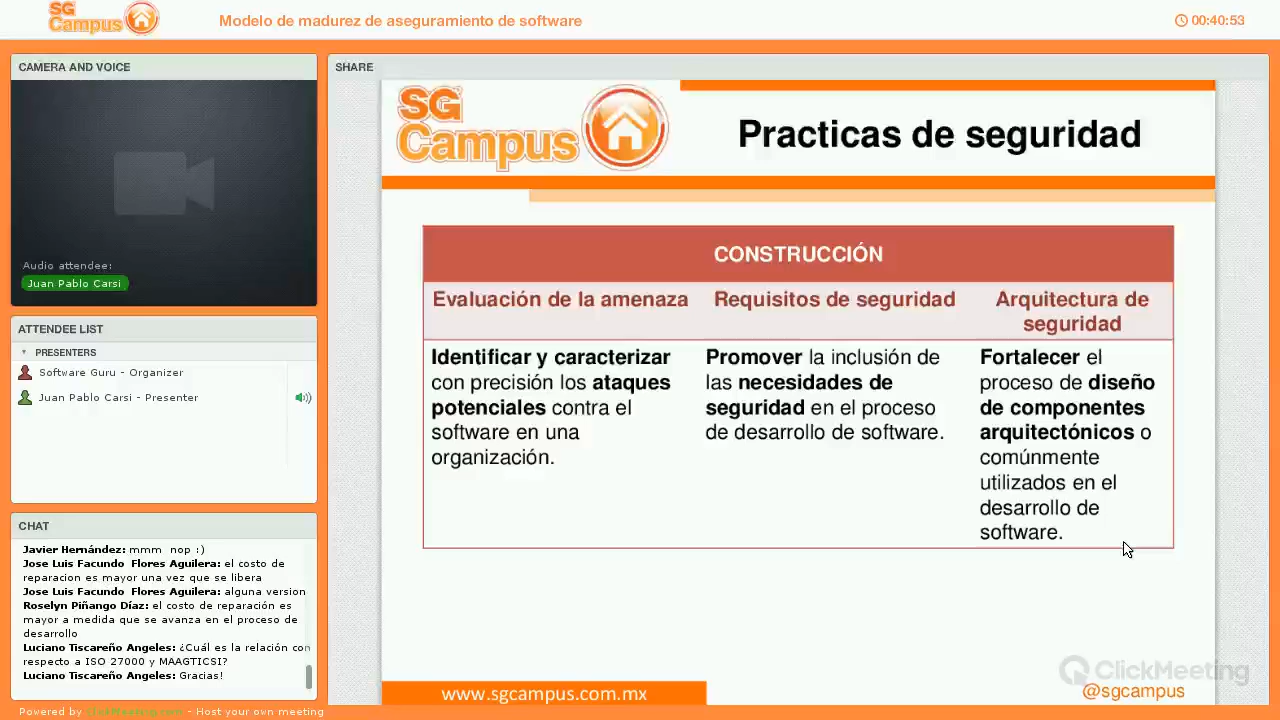 SG
Campus
Modelo de madurez de aseguramiento de software
00:40:53
CAMERA AND VOICE
Audio attendee:
Juan Pablo Carsi
ATTENDEE LIST
PRESENTERS
Software Guru - Organizer
Juan Pablo Carsi - Presenter
CHAT
Javier Hernández: mmm nop :)
Jose Luis Facundo Flores Aguilera: el costo de
reparacion es mayor una vez que se libera
Jose Luis Facundo Flores Aguilera: alguna version
Roselyn Piñango Díaz: el costo de reparación es
mayor a medida que se avanza en el proceso de
desarrollo
Luciano Tiscareño Angeles: ¿Cuál es la relación con
respecto a ISO 27000 y MAAGTICSI?
Luciano Tiscareño Angeles: Gracias!
Powered by ClickMeeting.com - Host your own meeting
SHARE
SG
Campus
Practicas de seguridad
CONSTRUCCIÓN
Evaluación de la amenaza
Identificar y caracterizar
con precisión los ataques
potenciales contra el
software en una
organización.
Requisitos de seguridad
Promover la inclusión de
las necesidades de
seguridad en el proceso
de desarrollo de software.
Arquitectura de
seguridad
Fortalecer el
proceso de diseño
de componentes
arquitectónicos o
comúnmente
utilizados en el
desarrollo de
software.
www.sgcampus.com.mx
ClickMeeting
@sgcampus